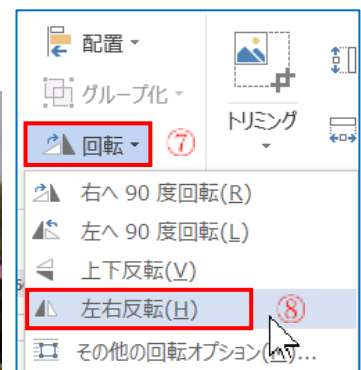 配置
グループ化
トリミング
回転 ⑦
右へ 90 度回転(R)
左へ 90 度回転(L)
上下反転(V)
左右反転(H) ⑧
その他の回転オプション(M)...